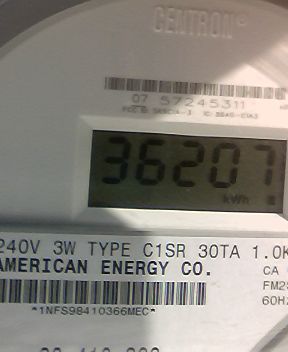 CENTRON®
07 57245311
36207
kWh
240V 3W TYPE C1SR 30TA 1.0K
AMERICAN ENERGY CO.
CA
FM2S
60Hz
*1NFS98410366MEC*